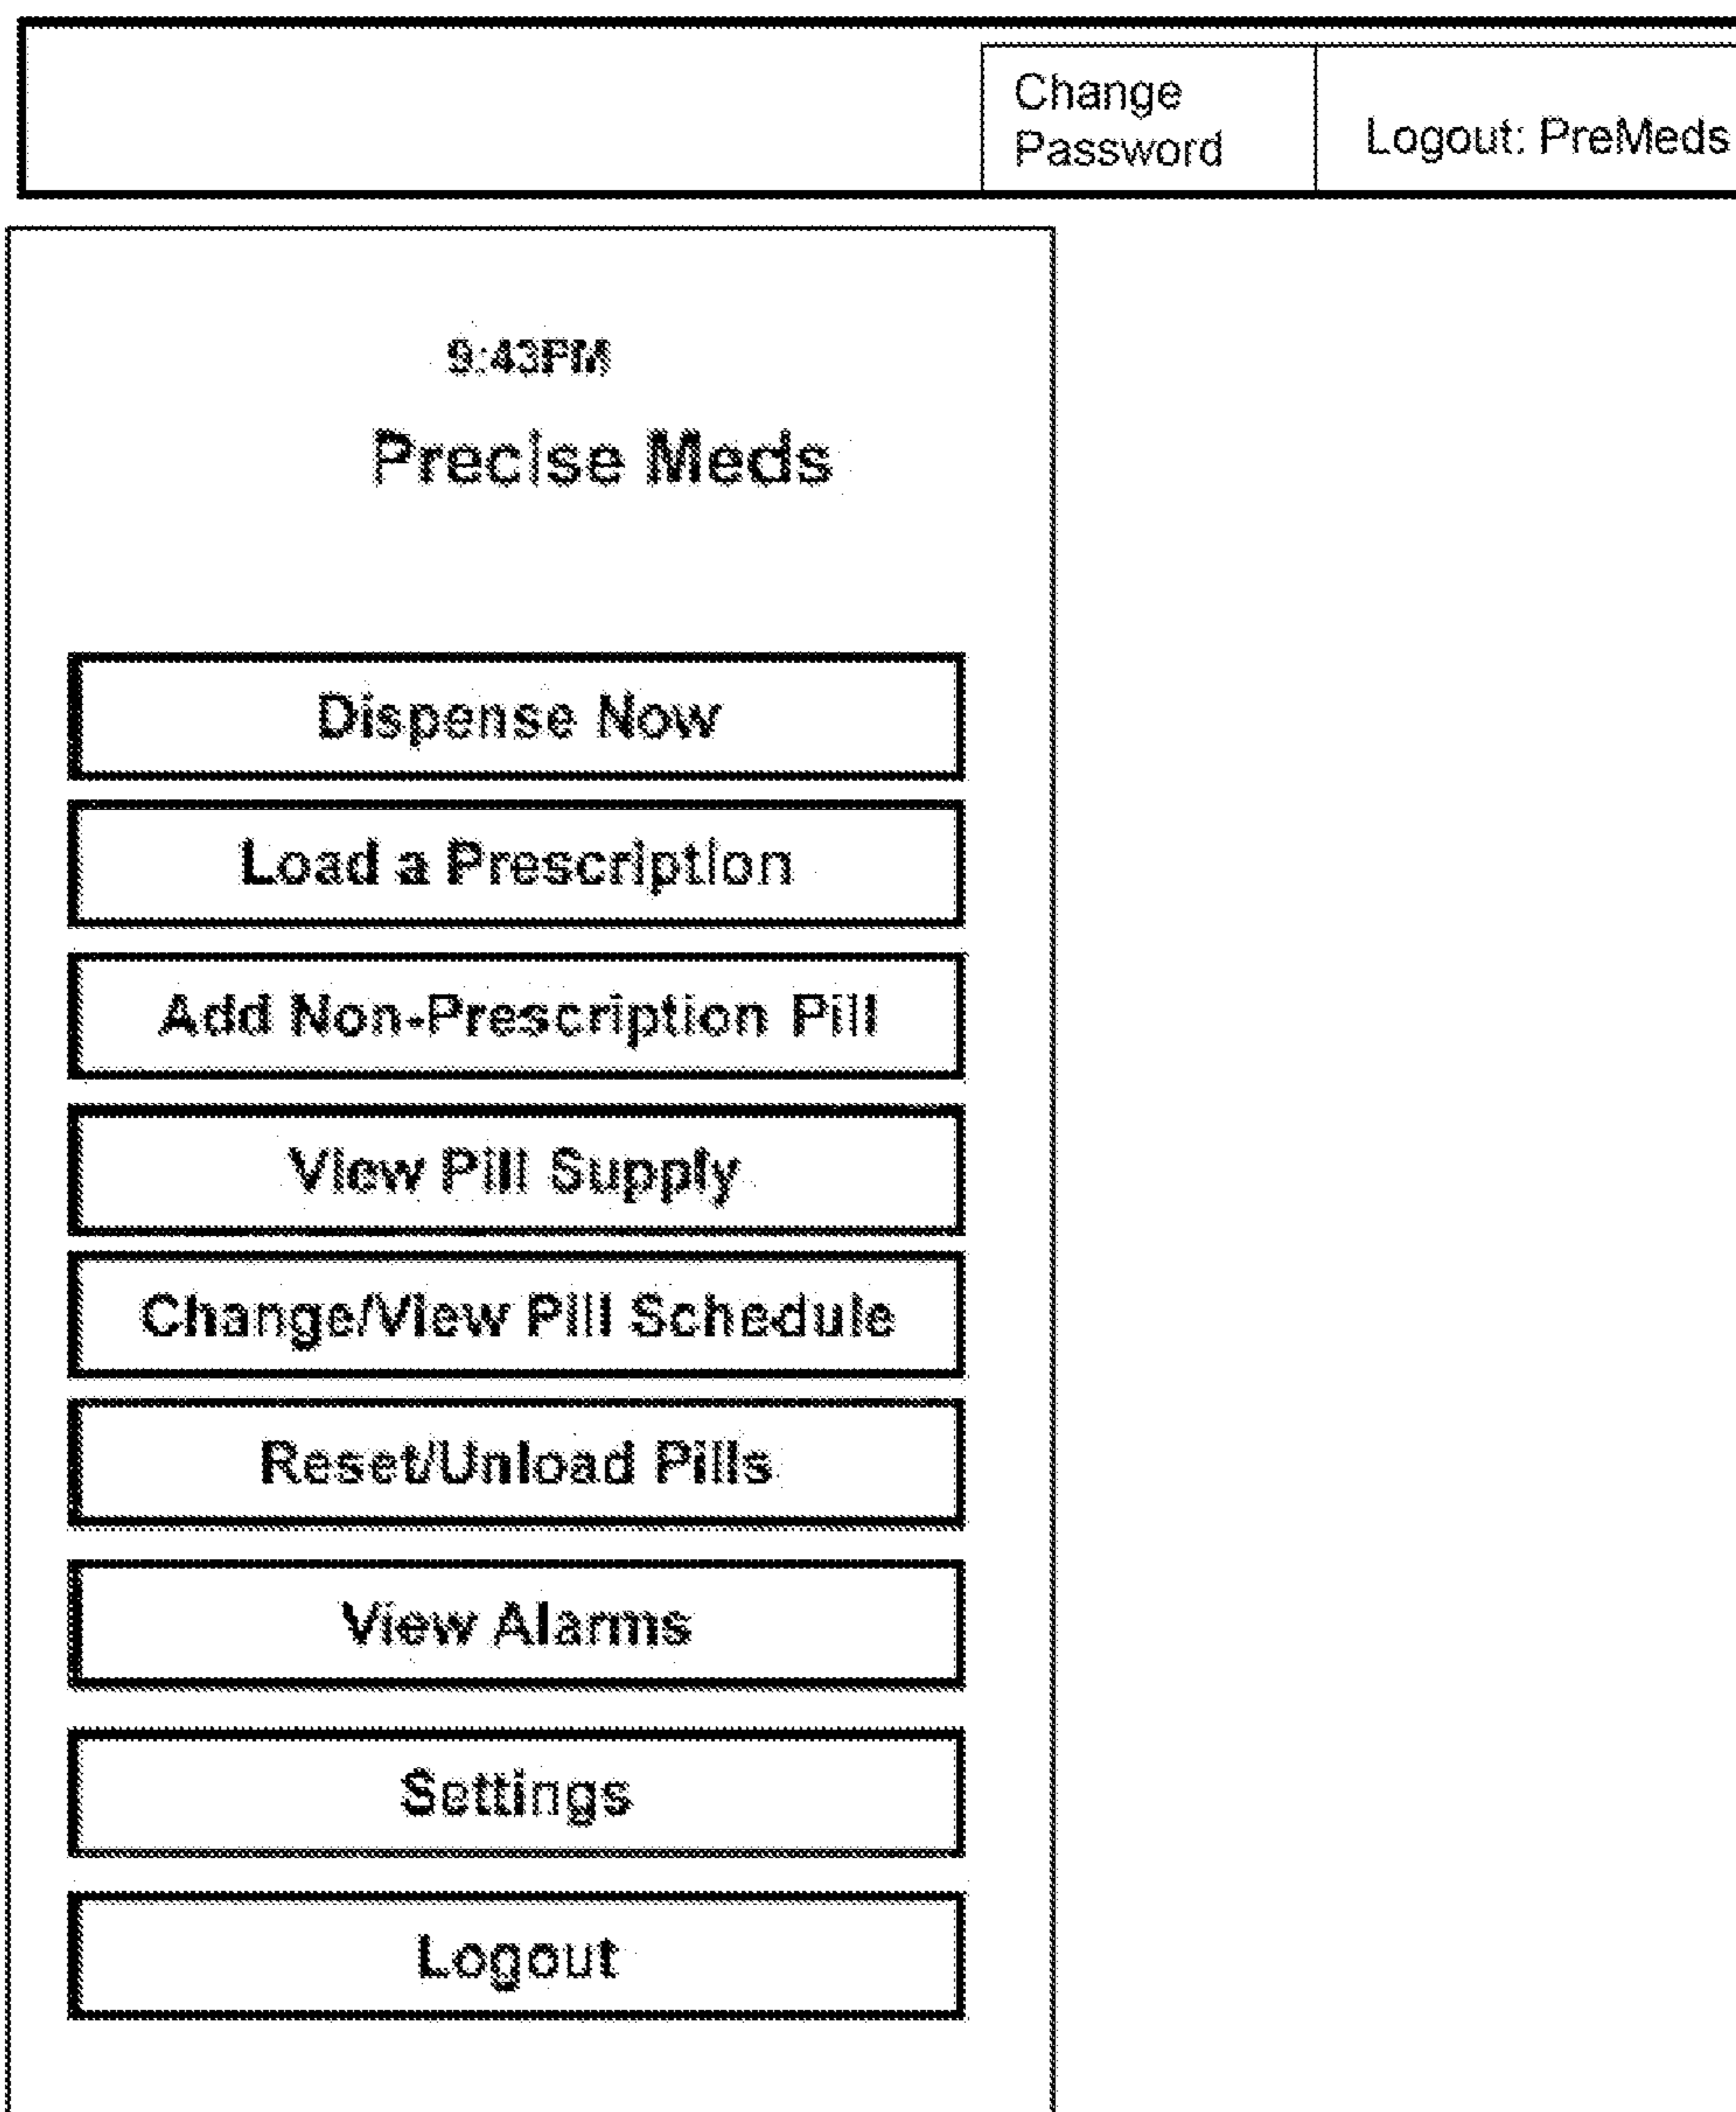 Change
Password
Logout: PreMeds
9:43PM
Precise Meds
Dispense Now
Load a Prescription
Add Non-Prescription Pill
View Pill Supply
Change/View Pill Schedule
Reset/Unload Pills
View Alarms
Settings
Logout